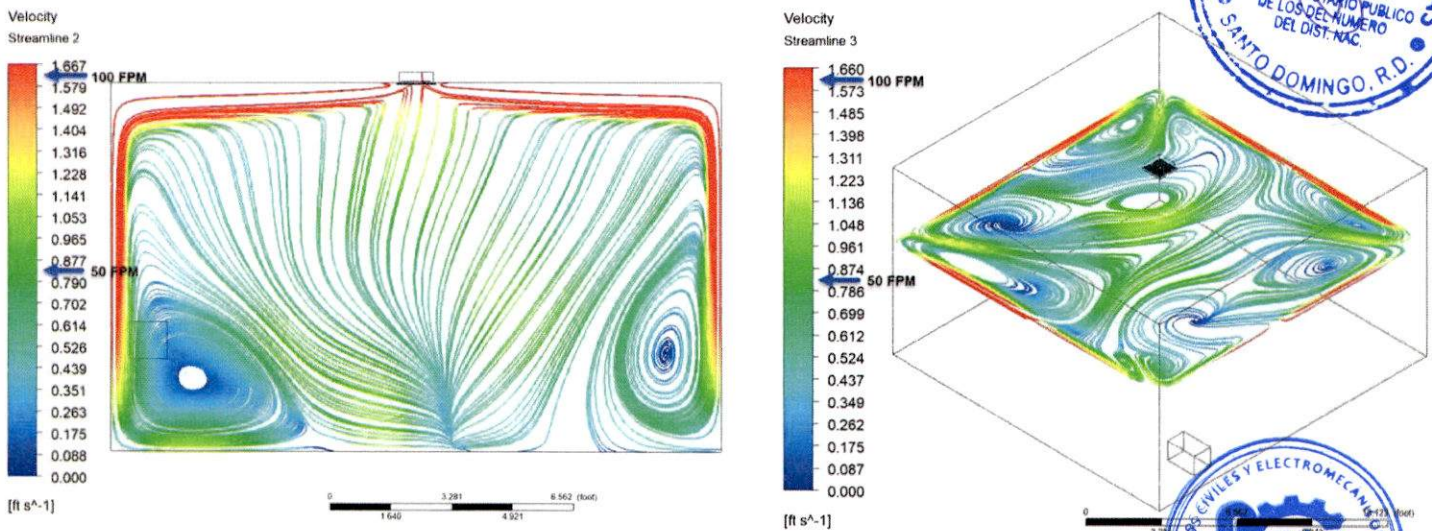 Velocity
Streamline 2
1.667
1.579
1.492
1.404
1.316
1.228
1.141
1.053
0.965
0.877
0.790
0.702
0.614
0.526
0.439
0.351
0.263
0.175
0.088
0.000
[ft s^-1]
100 FPM
50 FPM
0 3.281 6.562 (foot)
1.640 4.921
Velocity
Streamline 3
1.660
1.573
1.485
1.398
1.311
1.223
1.136
1.048
0.961
0.874
0.786
0.699
0.612
0.524
0.437
0.349
0.262
0.175
0.087
0.000
[ft s^-1]
100 FPM
50 FPM
0 6.562 (foot)
PUBLICO
DE LOS DEL NUMERO
DEL DIST. NAC.
SANTO DOMINGO, R.D.
CIVILES Y ELECTROMECANICO